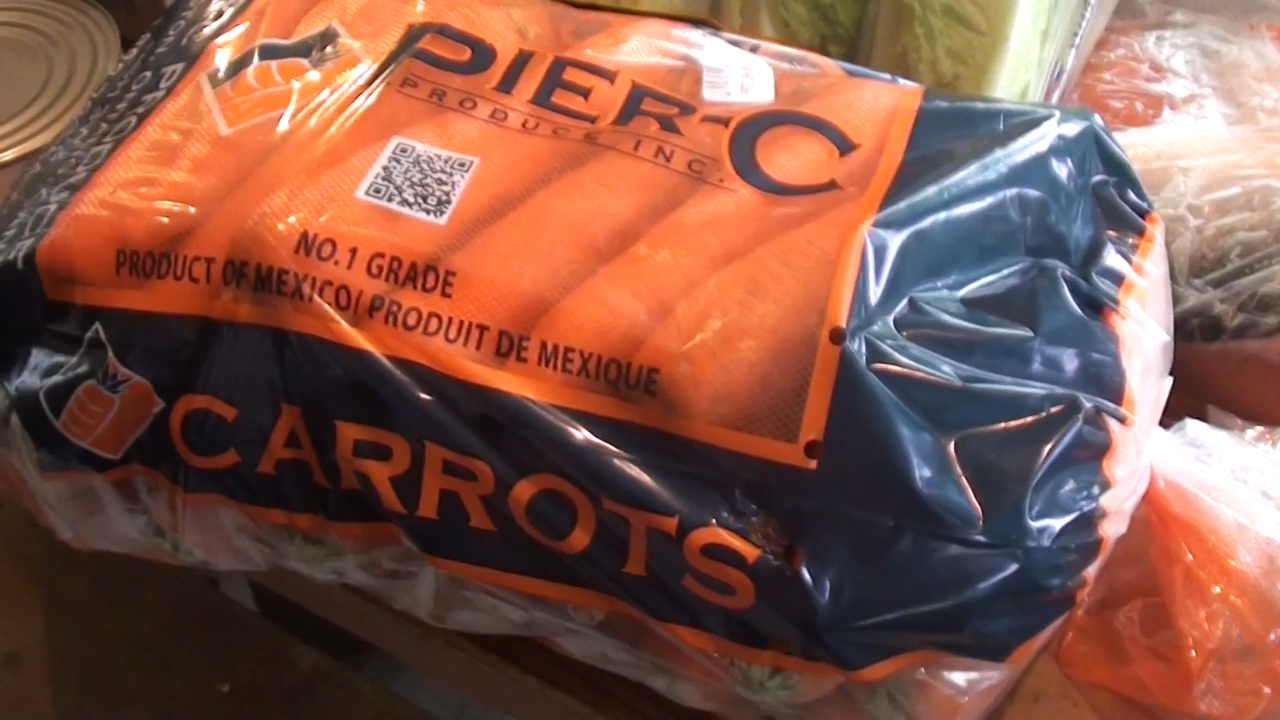 PIER-C
PRODUCE INC.
NO.1 GRADE
PRODUCT OF MEXICO/ PRODUIT DE MEXIQUE
CARROTS